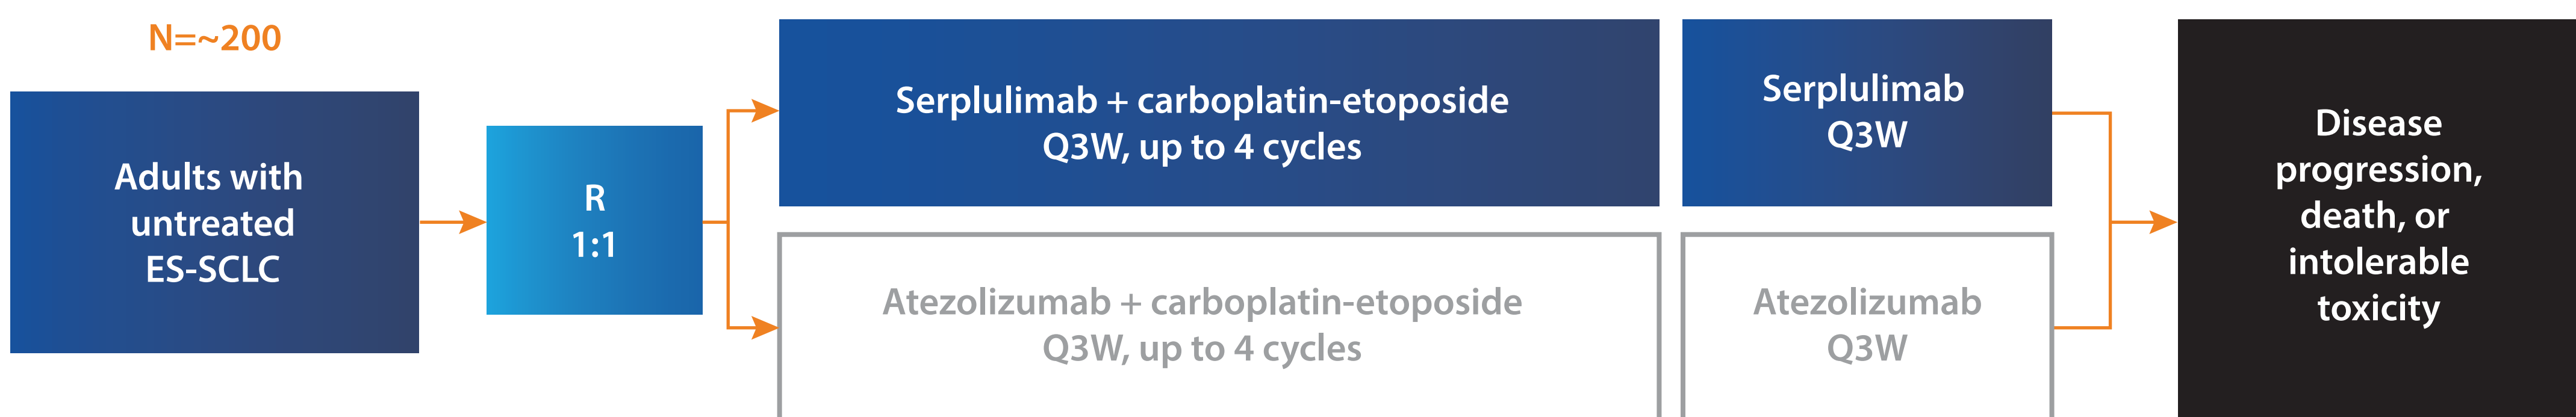 N=~200
Adults with
untreated
ES-SCLC
R
1:1
Serplulimab + carboplatin-etoposide
Q3W, up to 4 cycles
Serplulimab
Q3W
Atezolizumab + carboplatin-etoposide
Q3W, up to 4 cycles
Atezolizumab
Q3W
Disease
progression,
death, or
intolerable
toxicity